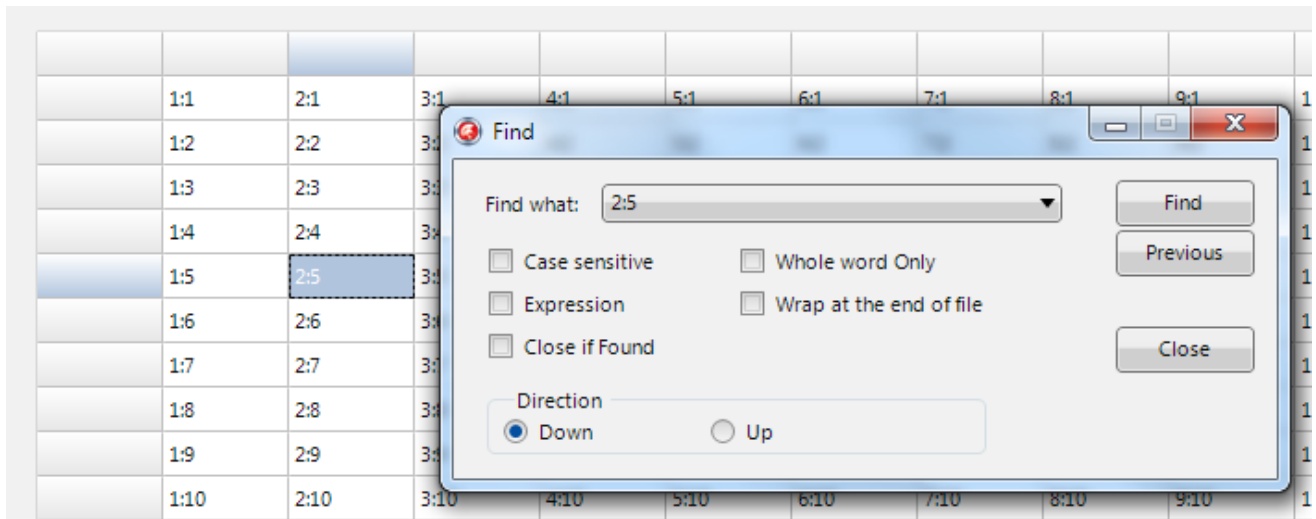 1:1 2:1 3:1 4:1 5:1 6:1 7:1 8:1 9:1
Find
1:2 2:2
1:3 2:3
Find what: 2:5 Find
1:4 2:4
Previous
1:5 2:5
Case sensitive Whole word Only
1:6 2:6
Expression Wrap at the end of file
1:7 2:7
Close if Found Close
1:8 2:8
Direction
1:9 2:9
Down Up
1:10 2:10 3:10 4:10 5:10 6:10 7:10 8:10 9:10